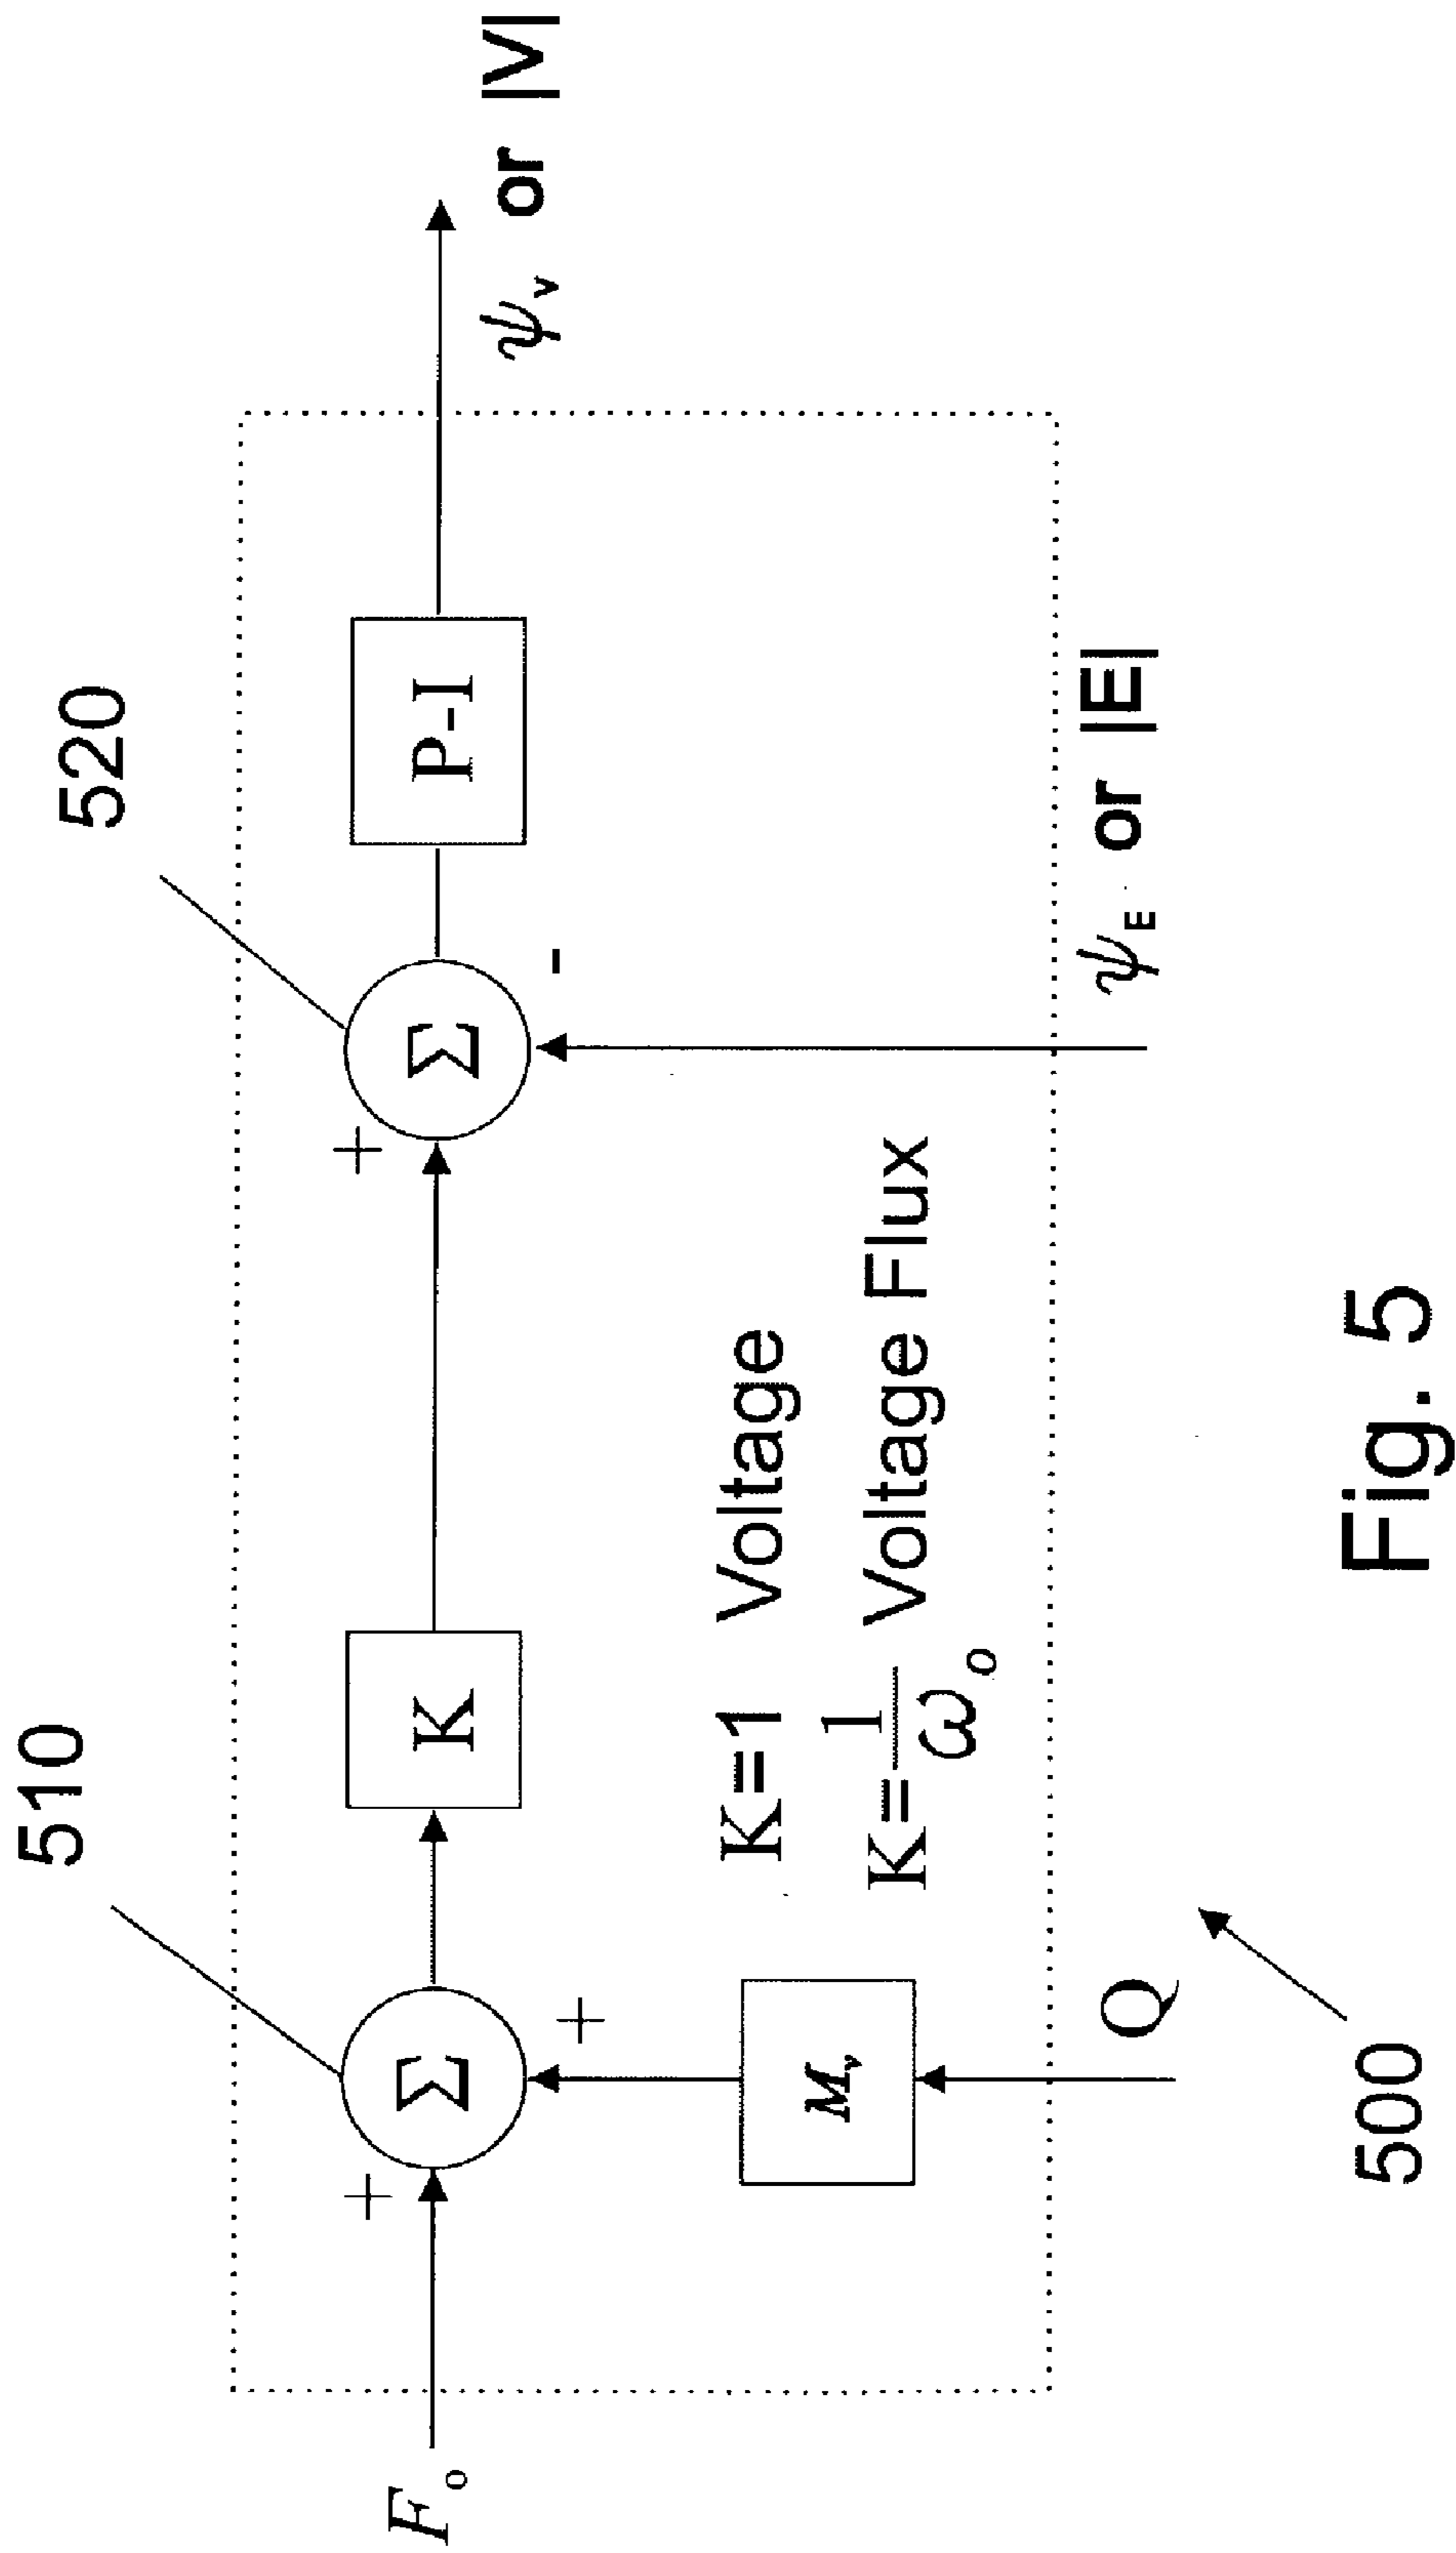 510
520
+
+
F₀
Σ
K
Σ
P-I
ψᵥ or |V|
+
-
Mᵥ
K=1 Voltage
K=1/ω₀ Voltage Flux
Q
ψE or |E|
500
Fig. 5